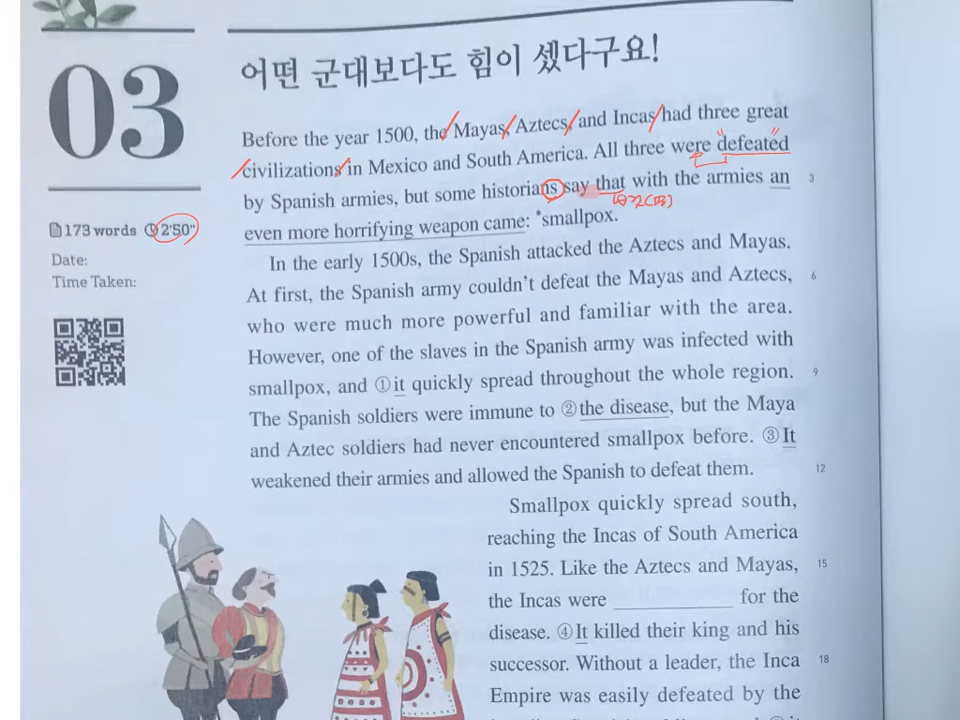 03
어떤 군대보다도 힘이 셌다구요!
Before the year 1500, the Mayas, Aztecs, and Incas had three great
civilizations in Mexico and South America. All three were defeated
by Spanish armies, but some historians say that with the armies an
3
even more horrifying weapon came: *smallpox.
173 words 2'50"
Date:
Time Taken:
In the early 1500s, the Spanish attacked the Aztecs and Mayas.
At first, the Spanish army couldn't defeat the Mayas and Aztecs,
6
who were much more powerful and familiar with the area.
However, one of the slaves in the Spanish army was infected with
smallpox, and ①it quickly spread throughout the whole region.
9
The Spanish soldiers were immune to ②the disease, but the Maya
and Aztec soldiers had never encountered smallpox before. ③It
weakened their armies and allowed the Spanish to defeat them.
12
Smallpox quickly spread south,
reaching the Incas of South America
in 1525. Like the Aztecs and Mayas,
15
the Incas were ____________ for the
disease. ④It killed their king and his
successor. Without a leader, the Inca
18
Empire was easily defeated by the